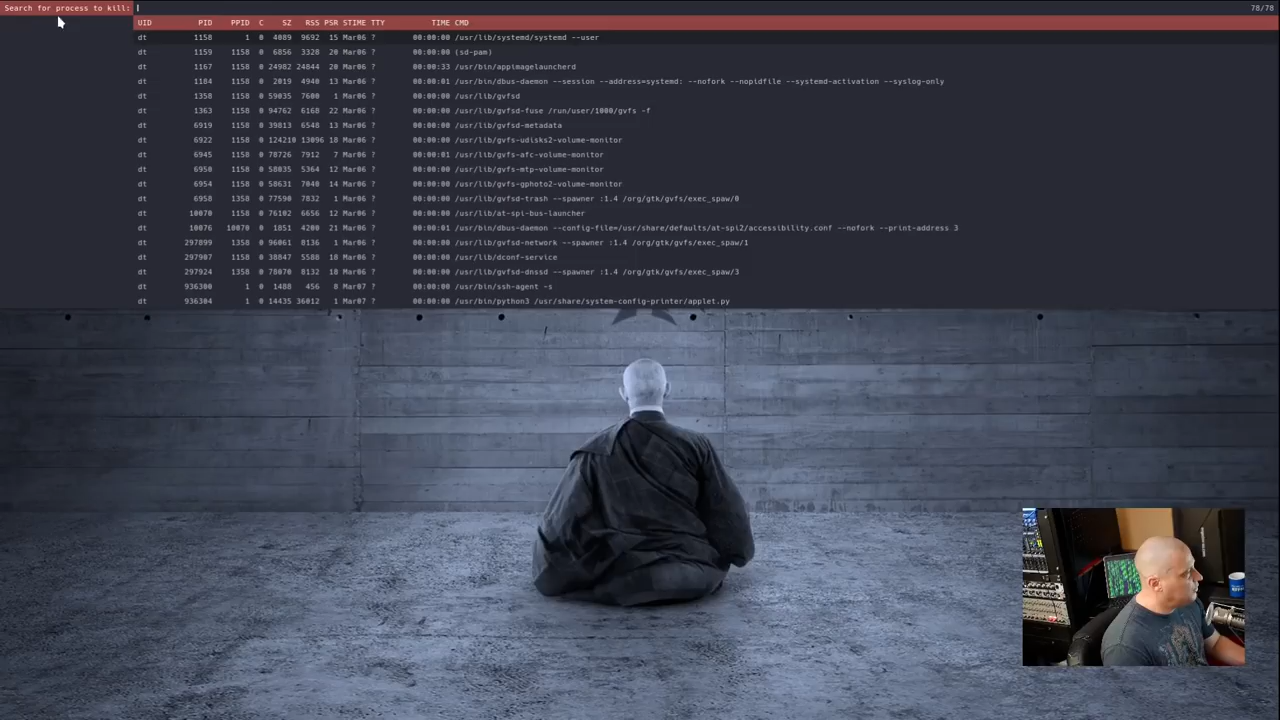 Search for process to kill: 78/78
UID PID PPID C SZ RSS PSR STIME TTY TIME CMD
dt 1158 1 0 4089 9692 15 Mar06 ? 00:00:00 /usr/lib/systemd/systemd --user
dt 1159 1158 0 6856 3328 20 Mar06 ? 00:00:00 (sd-pam)
dt 1167 1158 0 24982 24844 20 Mar06 ? 00:00:33 /usr/bin/appimagelauncherd
dt 1184 1158 0 2019 4940 13 Mar06 ? 00:00:01 /usr/bin/dbus-daemon --session --address=systemd: --nofork --nopidfile --systemd-activation --syslog-only
dt 1358 1158 0 59035 7600 1 Mar06 ? 00:00:00 /usr/lib/gvfsd
dt 1363 1158 0 94762 6168 22 Mar06 ? 00:00:00 /usr/lib/gvfsd-fuse /run/user/1000/gvfs -f
dt 6919 1158 0 39813 6548 13 Mar06 ? 00:00:00 /usr/lib/gvfsd-metadata
dt 6922 1158 0 124210 13096 18 Mar06 ? 00:00:00 /usr/lib/gvfs-udisks2-volume-monitor
dt 6945 1158 0 78726 7912 7 Mar06 ? 00:00:01 /usr/lib/gvfs-afc-volume-monitor
dt 6950 1158 0 58035 5364 12 Mar06 ? 00:00:00 /usr/lib/gvfs-mtp-volume-monitor
dt 6954 1158 0 58631 7040 14 Mar06 ? 00:00:00 /usr/lib/gvfs-gphoto2-volume-monitor
dt 6958 1358 0 77590 7832 1 Mar06 ? 00:00:00 /usr/lib/gvfsd-trash --spawner :1.4 /org/gtk/gvfs/exec_spaw/0
dt 10070 1158 0 76102 6656 12 Mar06 ? 00:00:00 /usr/lib/at-spi-bus-launcher
dt 10076 10070 0 1851 4200 21 Mar06 ? 00:00:01 /usr/bin/dbus-daemon --config-file=/usr/share/defaults/at-spi2/accessibility.conf --nofork --print-address 3
dt 297899 1358 0 96061 8136 1 Mar06 ? 00:00:00 /usr/lib/gvfsd-network --spawner :1.4 /org/gtk/gvfs/exec_spaw/1
dt 297907 1158 0 38847 5588 18 Mar06 ? 00:00:00 /usr/lib/dconf-service
dt 297924 1358 0 78070 8132 18 Mar06 ? 00:00:00 /usr/lib/gvfsd-dnssd --spawner :1.4 /org/gtk/gvfs/exec_spaw/3
dt 936300 1 0 1488 456 8 Mar07 ? 00:00:00 /usr/bin/ssh-agent -s
dt 936304 1 0 14435 36012 1 Mar07 ? 00:00:00 /usr/bin/python3 /usr/share/system-config-printer/applet.py